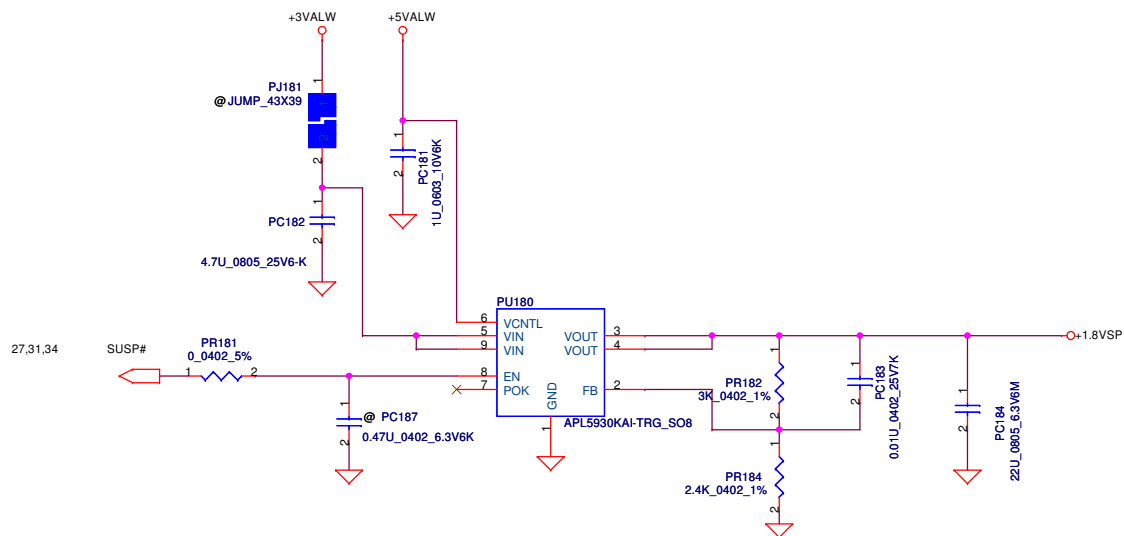 +3VALW
+5VALW
1
PJ181
@ JUMP_43X39
1
2
2
1
PC181
1U_0603_10V6K
2
1
PC182
2
4.7U_0805_25V6-K
PU180
6 VCNTL
5 VIN
9 VIN
VOUT 3
VOUT 4
+1.8VSP
27,31,34
SUSP#
PR181
0_0402_5%
1
2
8 EN
7 POK
FB 2
GND
1
APL5930KAI-TRG_SO8
1
@ PC187
2
0.47U_0402_6.3V6K
1
PR182
3K_0402_1%
2
1
PC183
0.01U_0402_25V7K
2
1
PC184
22U_0805_6.3V6M
2
1
PR184
2.4K_0402_1%
2